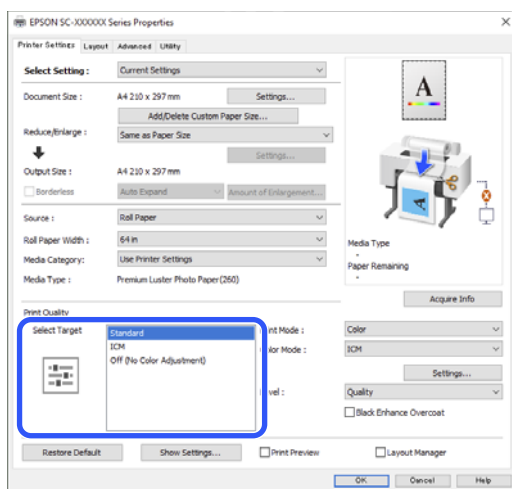 EPSON SC-XXXXXX Series Properties
Printer Settings Layout Advanced Utility
Select Setting : Current Settings
Document Size : A4 210 x 297 mm Settings...
Add/Delete Custom Paper Size...
Reduce/Enlarge : Same as Paper Size
Settings...
Output Size : A4 210 x 297 mm
Borderless Auto Expand Amount of Enlargement...
Source : Roll Paper
Roll Paper Width : 64 in
Media Category: Use Printer Settings
Media Type : Premium Luster Photo Paper(260)
A
Media Type
-
Paper Remaining
-
Acquire Info
Print Quality
Select Target
Standard
ICM
Off (No Color Adjustment)
Mode : Color
Mode : ICM
Settings...
Quality
Black Enhance Overcoat
Restore Default Show Settings... Print Preview Layout Manager
OK Cancel Help